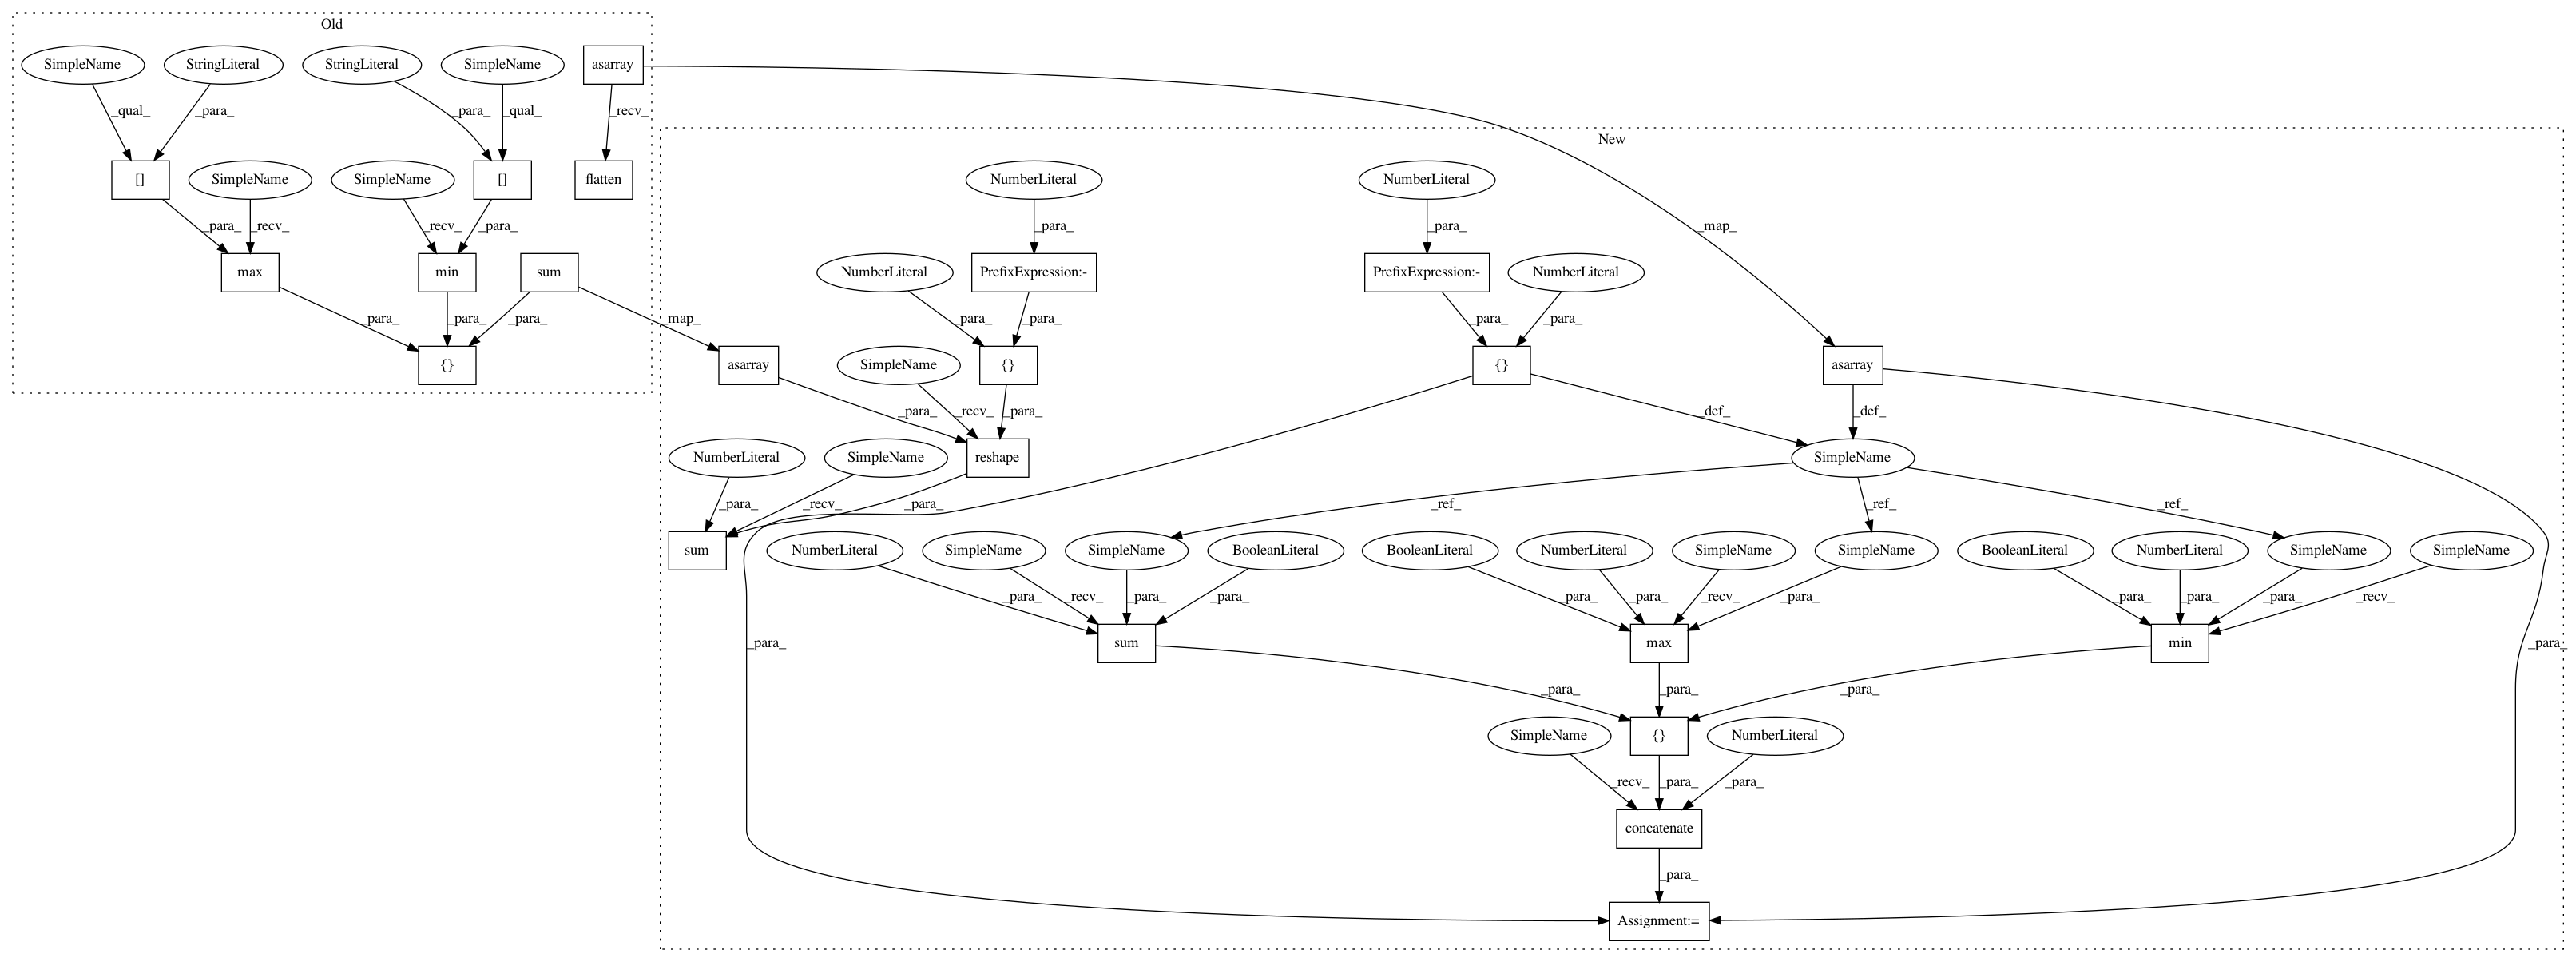 Old
SimpleName
StringLiteral
StringLiteral
SimpleName
asarray
_qual_
_para_
_para_
_qual_
_recv_
New
[]
SimpleName
SimpleName
[]
flatten
NumberLiteral
NumberLiteral
_para_
_recv_
_recv_
_para_
_para_
_para_
_map_
max
min
sum
NumberLiteral
PrefixExpression:-
PrefixExpression:-
NumberLiteral
_para_
_para_
_para_
_map_
_para_
_para_
_para_
_para_
{}
asarray
SimpleName
{}
{}
asarray
_para_
_recv_
_para_
_def_
_def_
NumberLiteral
SimpleName
reshape
SimpleName
_para_
_recv_
_para_
_ref_
_ref_
_ref_
sum
NumberLiteral
SimpleName
SimpleName
BooleanLiteral
BooleanLiteral
NumberLiteral
SimpleName
SimpleName
BooleanLiteral
NumberLiteral
SimpleName
SimpleName
_para_
_recv_
_para_
_para_
_para_
_para_
_recv_
_para_
_para_
_para_
_para_
_recv_
_para_
sum
max
min
_para_
_para_
_para_
_para_
SimpleName
{}
NumberLiteral
_recv_
_para_
_para_
concatenate
_para_
Assignment:=